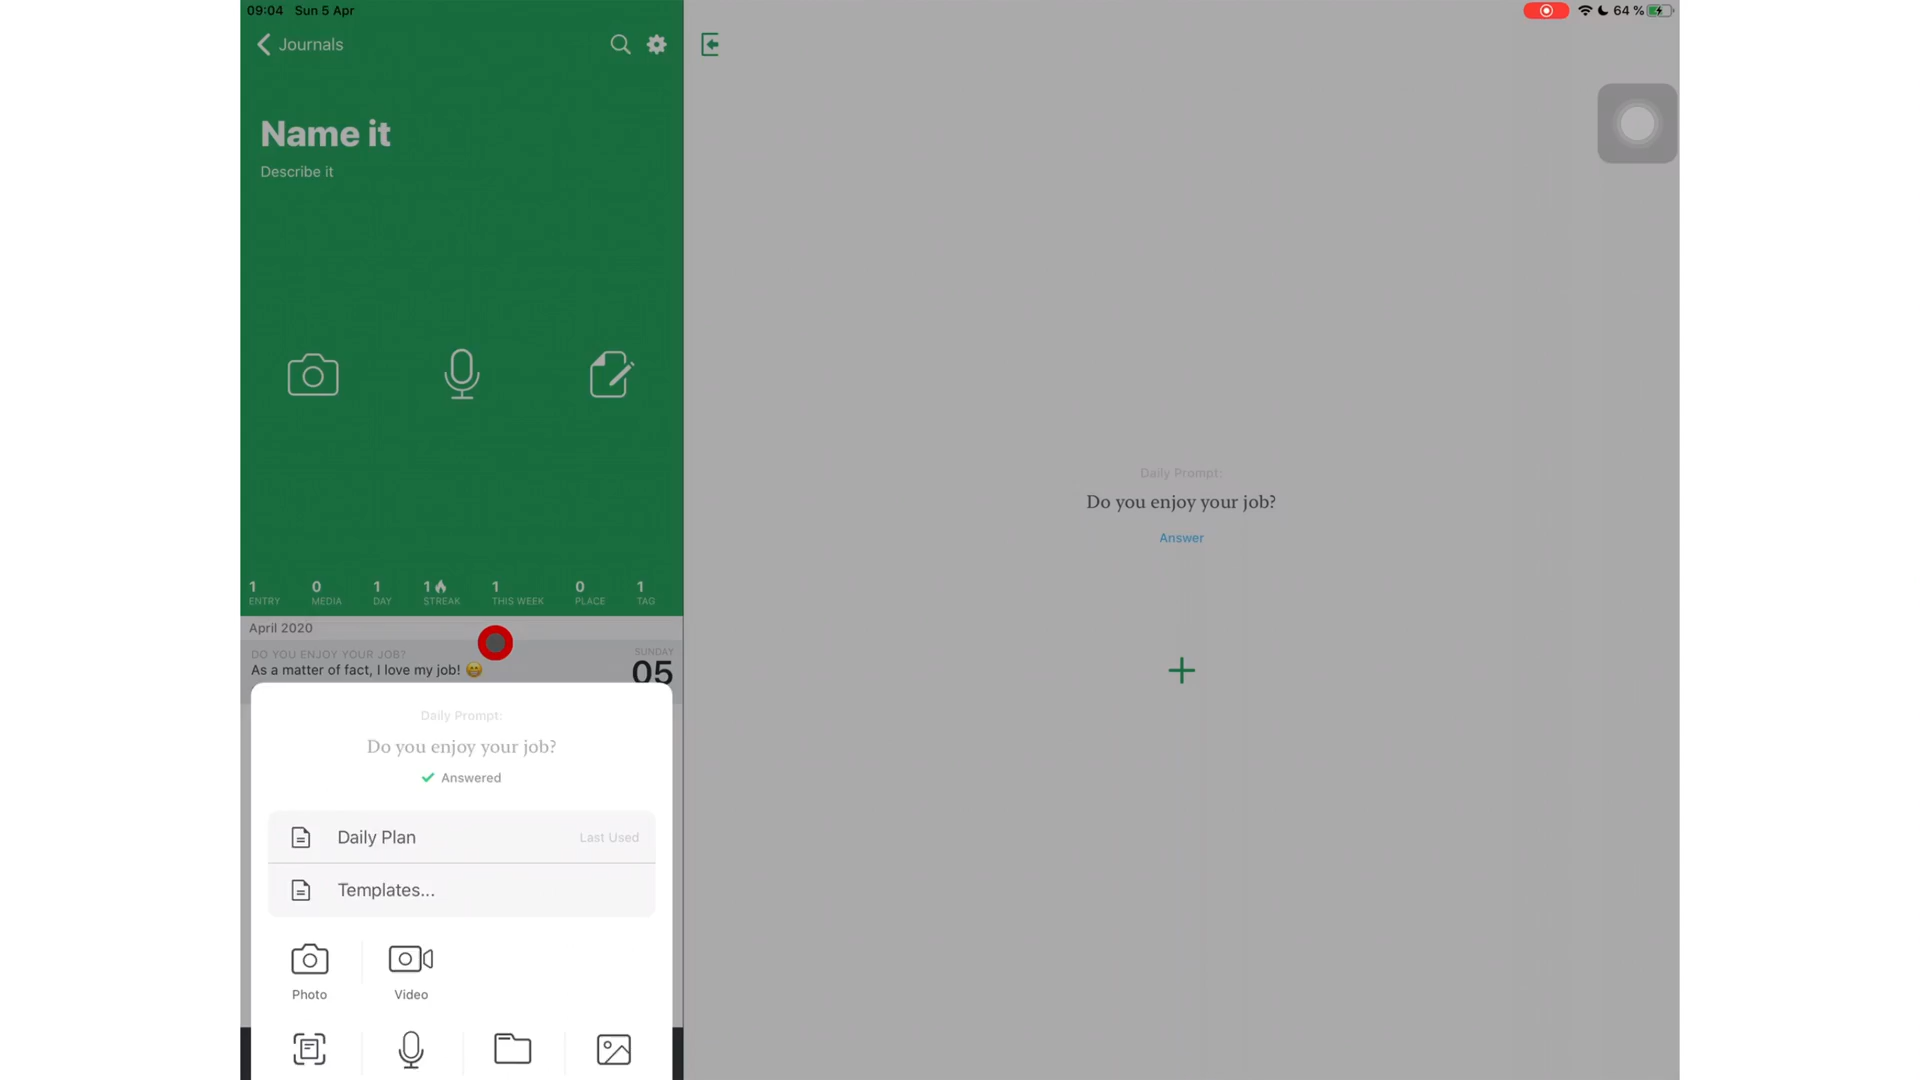 09:04 Sun 5 Apr
64 %
Journals
Name it
Describe it
1 0 1 1 1 0 1
ENTRY MEDIA DAY STREAK THIS WEEK PLACE TAG
April 2020
DO YOU ENJOY YOUR JOB?
As a matter of fact, I love my job! 😁
SUNDAY
05
Daily Prompt:
Do you enjoy your job?
Answered
Daily Plan
Last Used
Templates...
Photo
Video
Daily Prompt:
Do you enjoy your job?
Answer